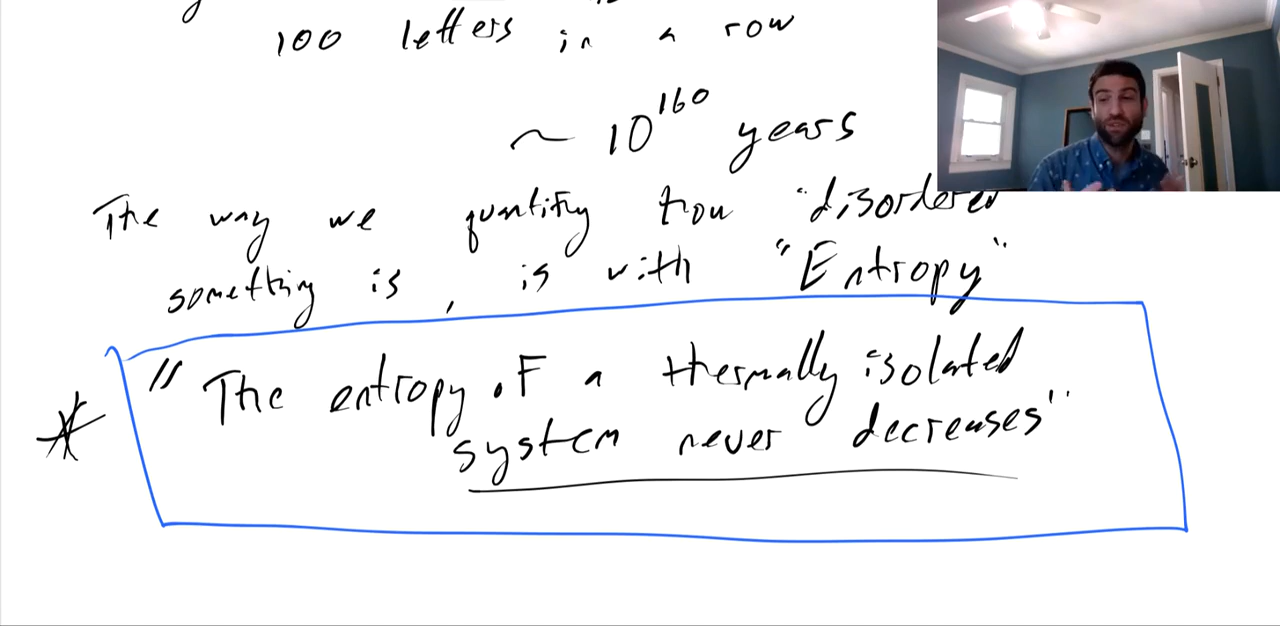 100 letters in a row
~ 10^160 years
The way we quantify how "disordered
something is, is with "Entropy"
"The entropy of a thermally isolated
system never decreases"